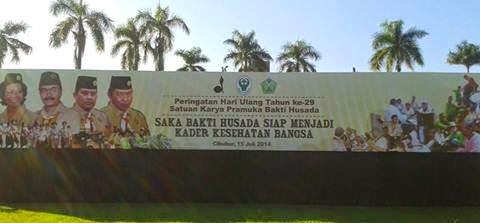 Peringatan Hari Ulang Tahun ke-29
Satuan Karya Pramuka Bakti Husada
SAKA BAKTI HUSADA SIAP MENJADI
KADER KESEHATAN BANGSA
Cibubur, 15 Juli 2014